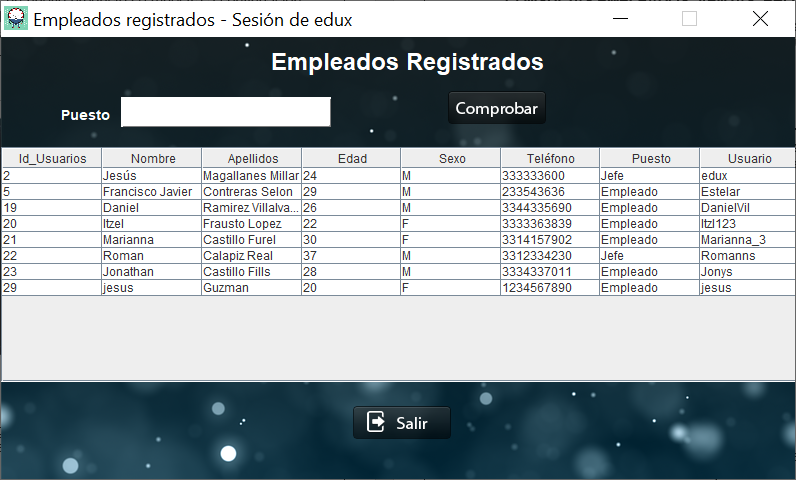 Empleados registrados - Sesión de edux
Empleados Registrados
Puesto
Comprobar
Id_Usuarios Nombre Apellidos Edad Sexo Teléfono Puesto Usuario
2 Jesús Magallanes Millar 24 M 333333600 Jefe edux
5 Francisco Javier Contreras Selon 29 M 233543636 Empleado Estelar
19 Daniel Ramirez Villalva... 26 M 3344335690 Empleado DanielVil
20 Itzel Frausto Lopez 22 F 3333363839 Empleado Itzl123
21 Marianna Castillo Furel 30 F 3314157902 Empleado Marianna_3
22 Roman Calapiz Real 37 M 3312334230 Jefe Romanns
23 Jonathan Castillo Fills 28 M 3334337011 Empleado Jonys
29 jesus Guzman 20 F 1234567890 Empleado jesus
Salir